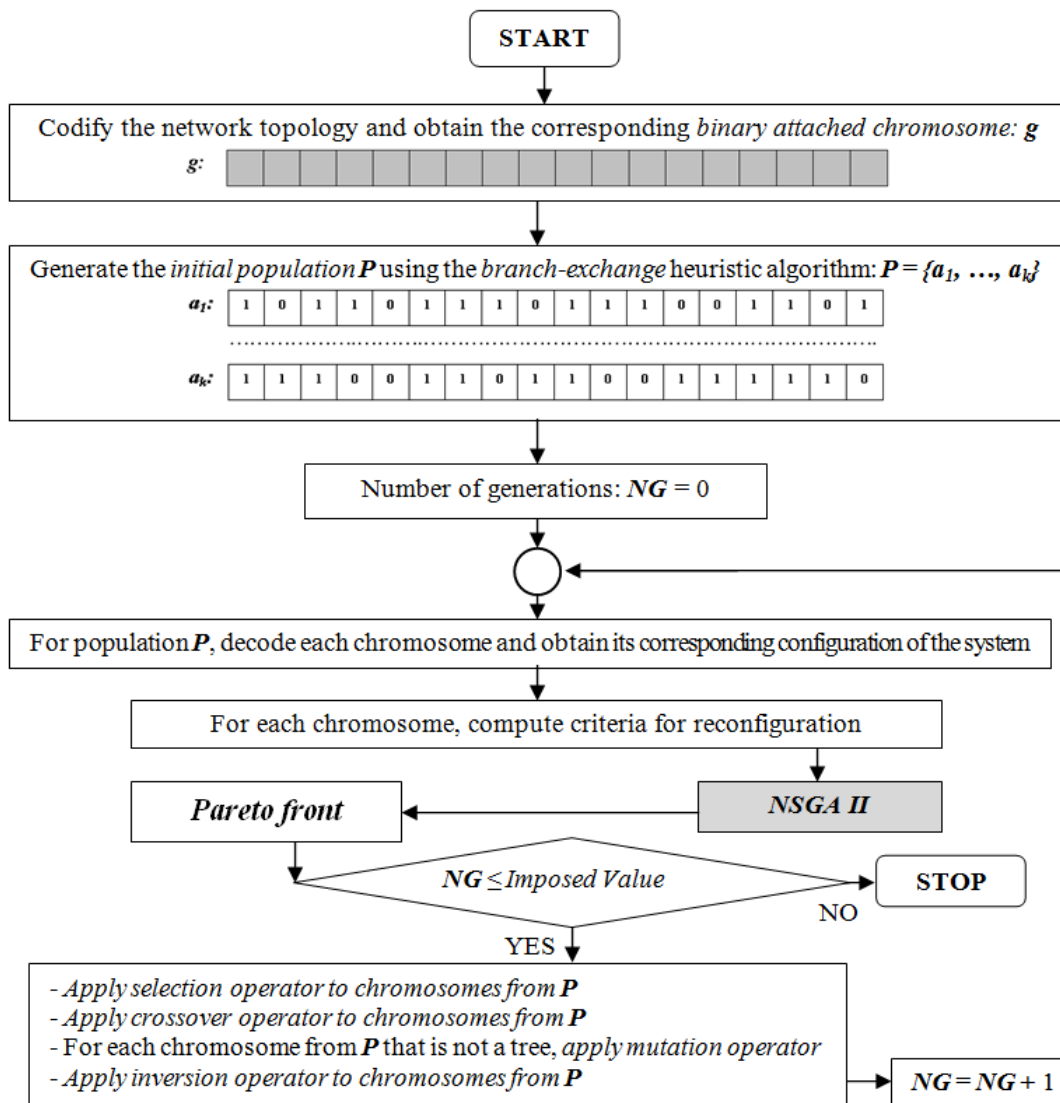 START
Codify the network topology and obtain the corresponding binary attached chromosome: g
g:
Generate the initial population P using the branch-exchange heuristic algorithm: P = {a1, …, ak}
a1: 1 0 1 1 0 1 1 1 0 1 1 1 0 0 1 1 0 1
……………………………………………………………………………
ak: 1 1 1 0 0 1 1 0 1 1 0 0 1 1 1 1 1 0
Number of generations: NG = 0
For population P, decode each chromosome and obtain its corresponding configuration of the system
For each chromosome, compute criteria for reconfiguration
NSGA II
Pareto front
NG ≤ Imposed Value
STOP
NO
YES
- Apply selection operator to chromosomes from P
- Apply crossover operator to chromosomes from P
- For each chromosome from P that is not a tree, apply mutation operator
- Apply inversion operator to chromosomes from P
NG = NG + 1